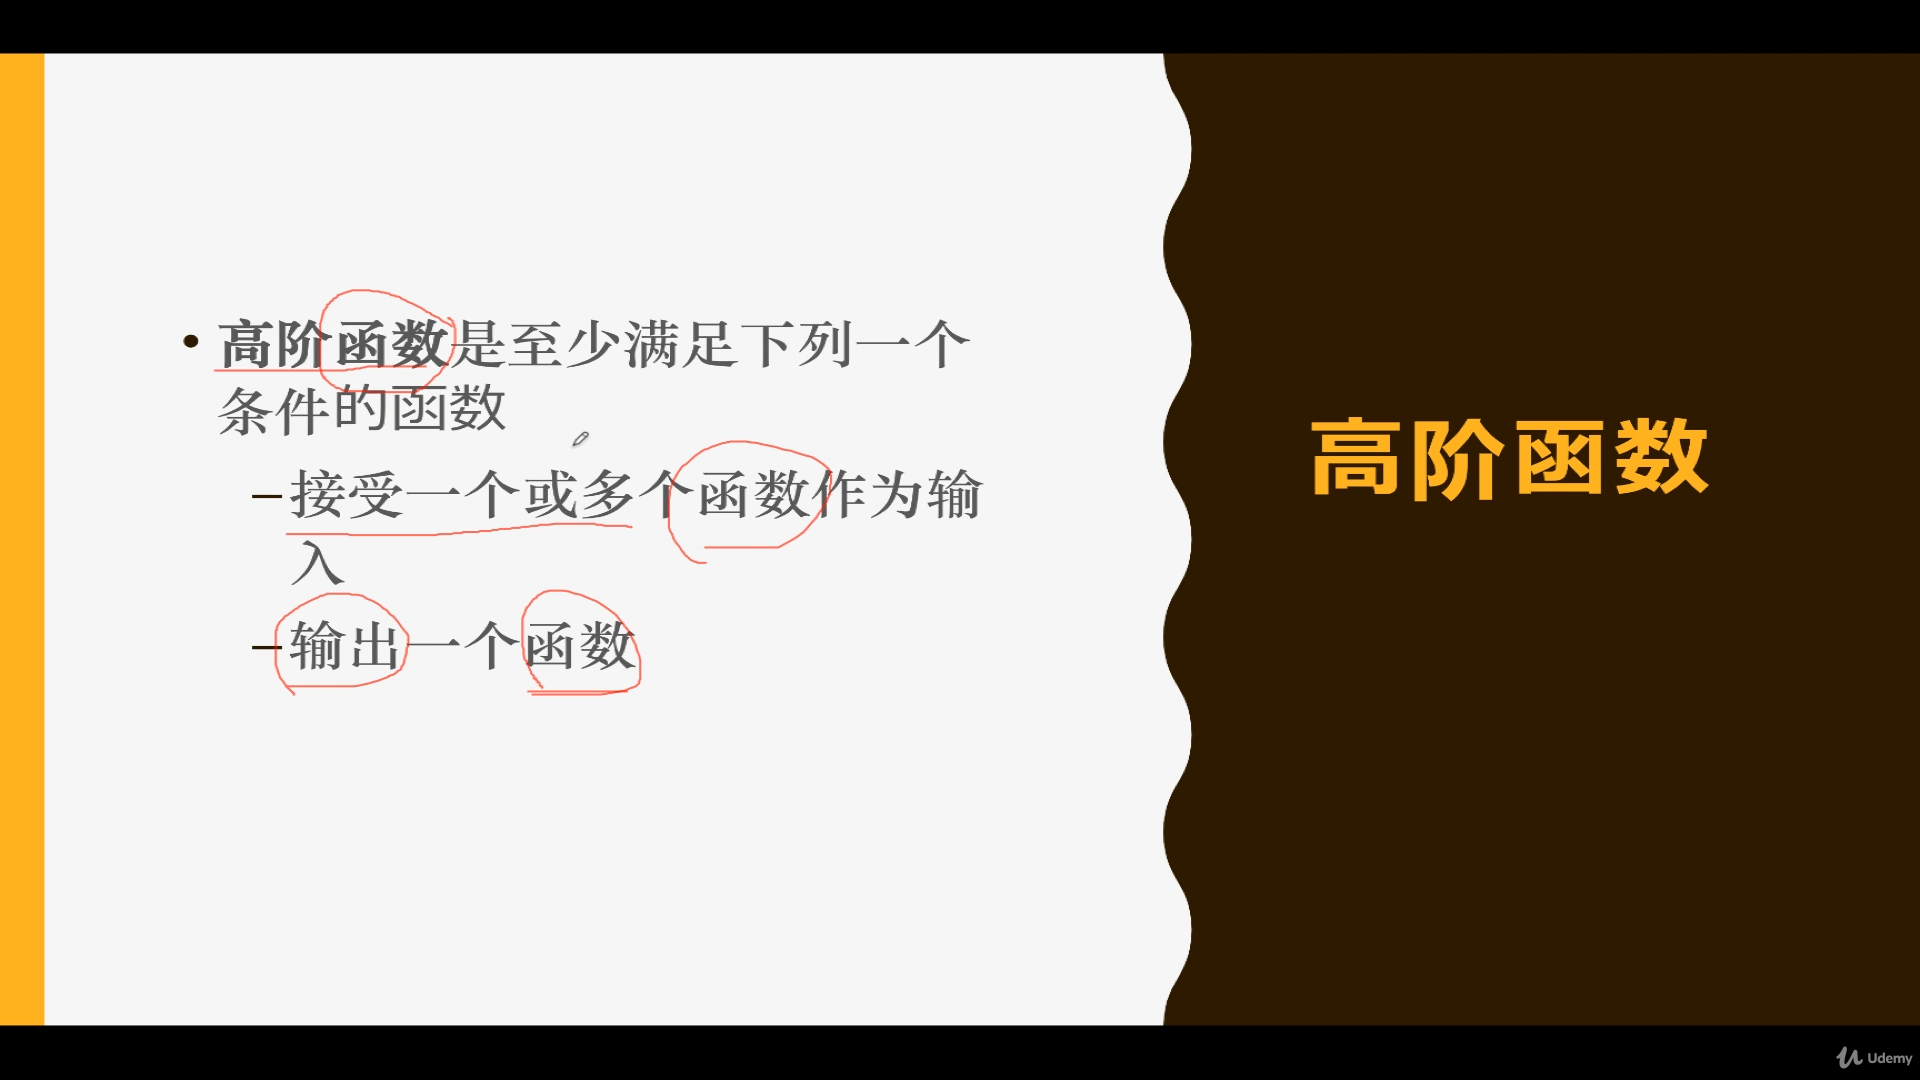 • 高阶函数是至少满足下列一个
条件的函数
– 接受一个或多个函数作为输
入
– 输出一个函数
高阶函数
Udemy